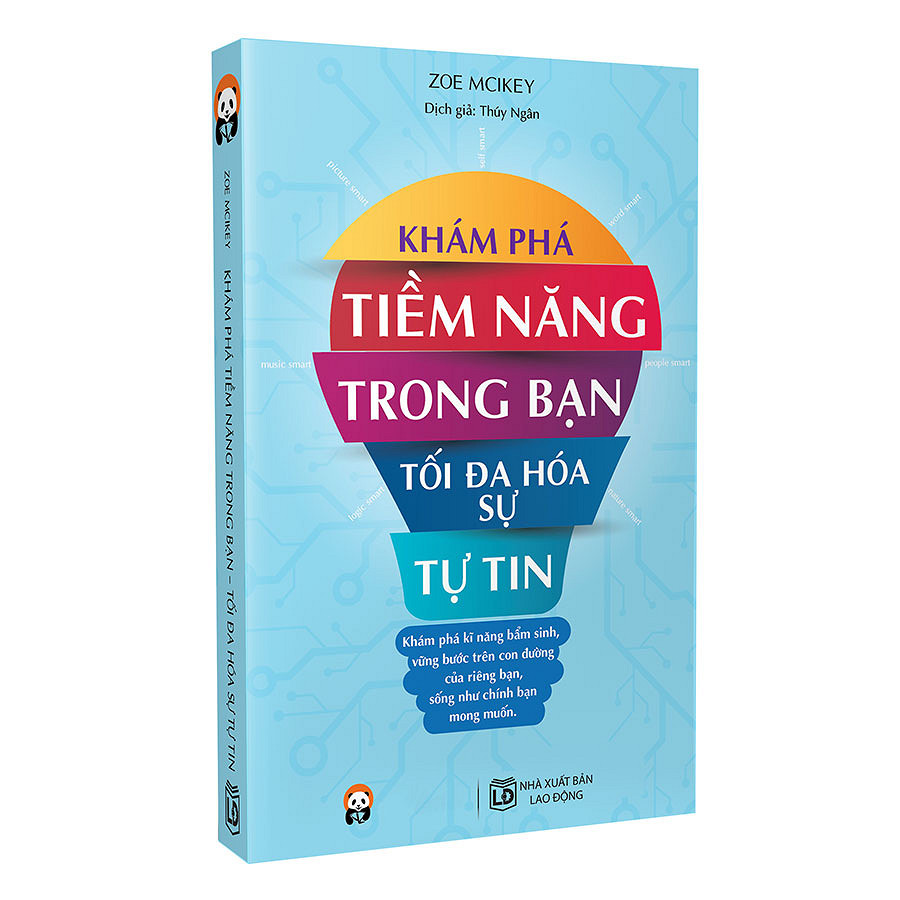 ZOE MCIKEY
Dịch giả: Thúy Ngân
self smart
picture smart
word smart
KHÁM PHÁ
TIỀM NĂNG
music smart
people smart
TRONG BẠN
TỐI ĐA HÓA
SỰ
logic smart
nature smart
TỰ TIN
Khám phá kĩ năng bẩm sinh,
vững bước trên con đường
của riêng bạn,
sống như chính bạn
mong muốn.
LĐ
NHÀ XUẤT BẢN
LAO ĐỘNG
ZOE MCIKEY
KHÁM PHÁ TIỀM NĂNG TRONG BẠN – TỐI ĐA HÓA SỰ TỰ TIN
LĐ